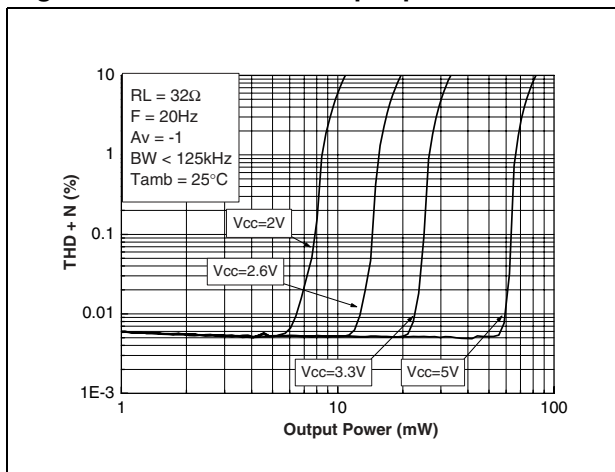 10
1
0.1
0.01
1E-3
THD + N (%)
RL = 32Ω
F = 20Hz
Av = -1
BW < 125kHz
Tamb = 25°C
Vcc=2V
Vcc=2.6V
Vcc=3.3V
Vcc=5V
1
10
100
Output Power (mW)